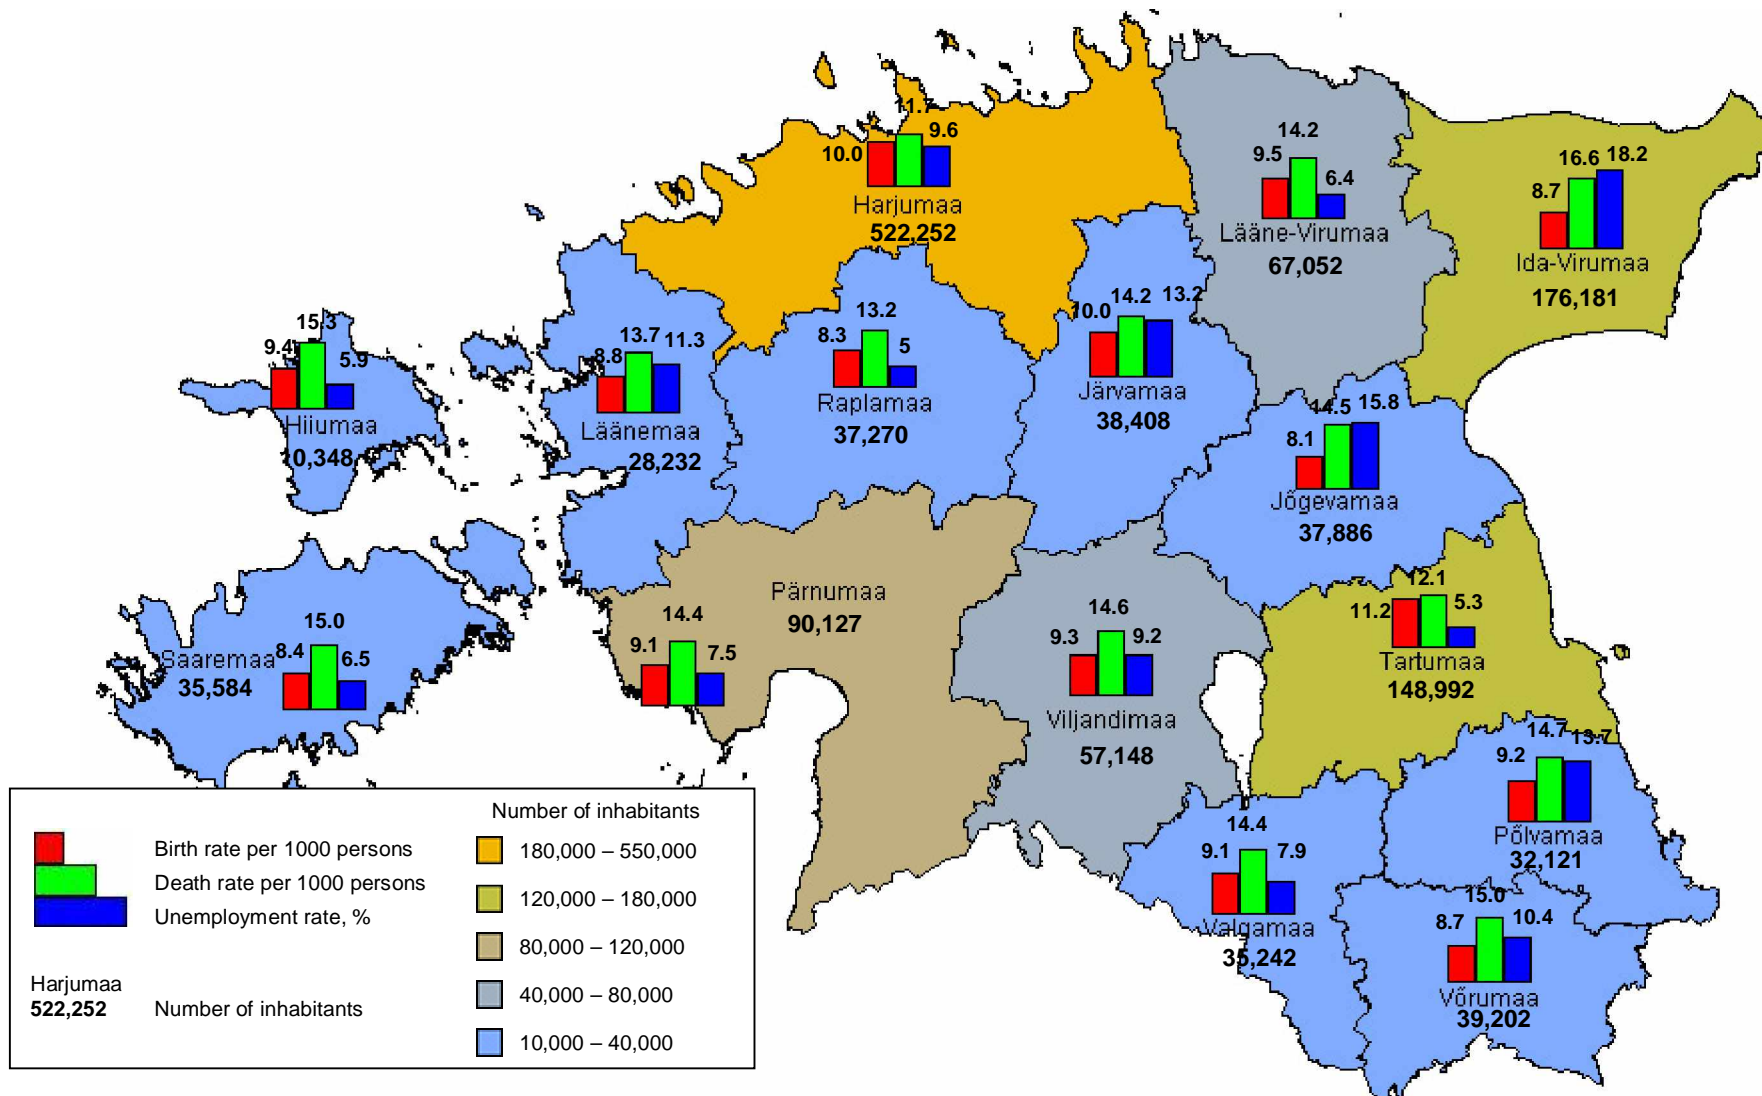 11.7
10.0
9.6
Harjumaa
522,252
14.2
9.5
6.4
Lääne-Virumaa
67,052
16.6
18.2
8.7
Ida-Virumaa
176,181
15.3
9.4
5.9
Hiiumaa
10,348
13.7
11.3
8.8
Läänemaa
28,232
13.2
8.3
5
Raplamaa
37,270
14.2
13.2
10.0
Järvamaa
38,408
14.5
15.8
8.1
Jõgevamaa
37,886
15.0
8.4
6.5
Saaremaa
35,584
Pärnumaa
90,127
14.4
9.1
7.5
14.6
9.3
9.2
Viljandimaa
57,148
12.1
11.2
5.3
Tartumaa
148,992
14.7
13.7
9.2
Põlvamaa
32,121
14.4
9.1
7.9
Valgamaa
35,242
15.0
8.7
10.4
Võrumaa
39,202
Birth rate per 1000 persons
Death rate per 1000 persons
Unemployment rate, %
Harjumaa
522,252
Number of inhabitants
Number of inhabitants
180,000 – 550,000
120,000 – 180,000
80,000 – 120,000
40,000 – 80,000
10,000 – 40,000